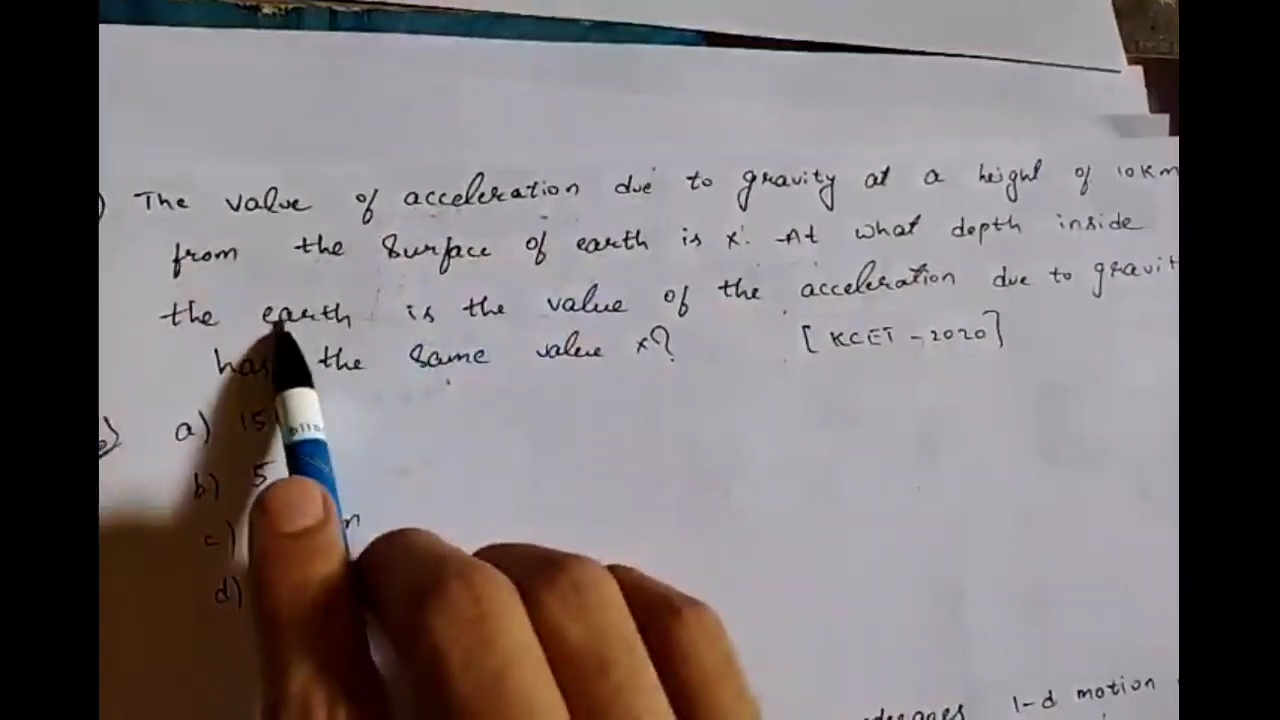 ) The value of acceleration due to gravity at a height of 10Km
from the surface of earth is x'. At what depth inside
the earth is the value of the acceleration due to gravit
has the same value x? [KCET - 2020]
a) 15
b) 5
c)
d)
1-d motion